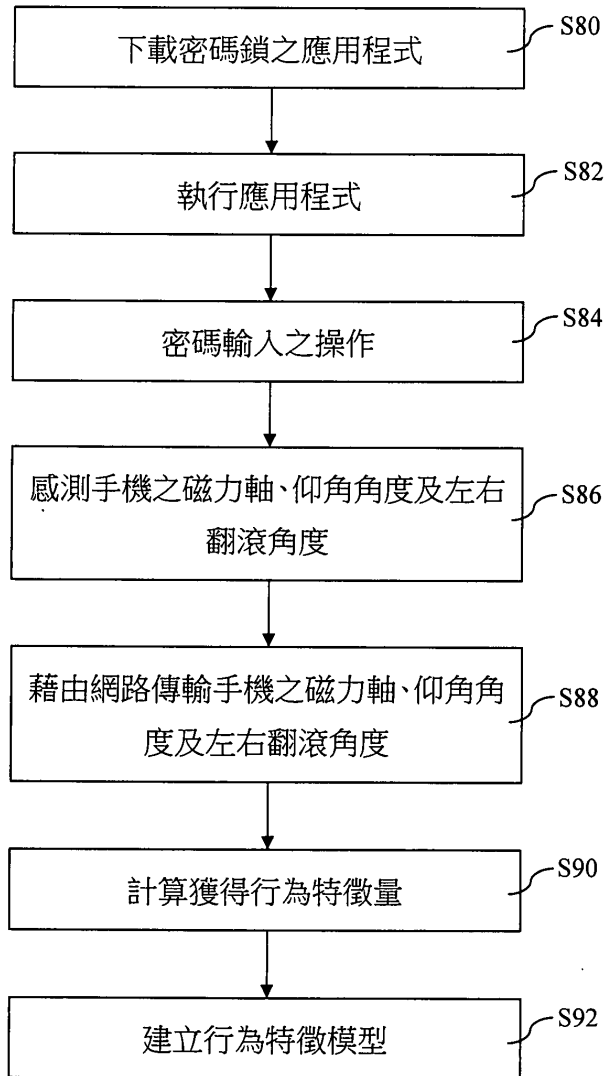 下載密碼鎖之應用程式
S80
執行應用程式
S82
密碼輸入之操作
S84
感測手機之磁力軸、仰角角度及左右
翻滾角度
S86
藉由網路傳輸手機之磁力軸、仰角角
度及左右翻滾角度
S88
計算獲得行為特徵量
S90
建立行為特徵模型
S92